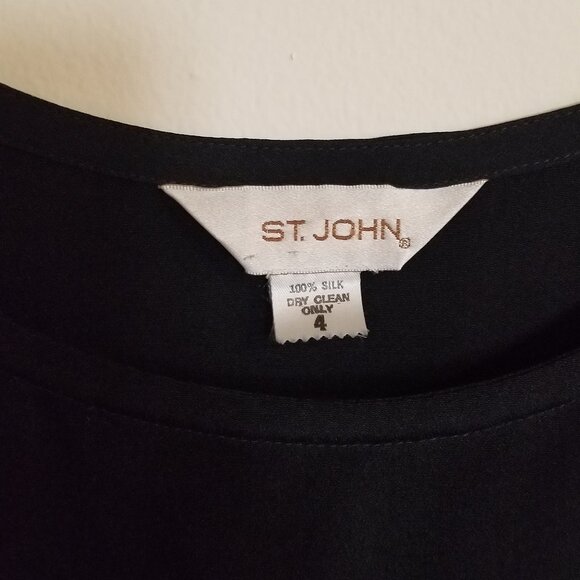 ST. JOHN®
100% SILK
DRY CLEAN
ONLY
4